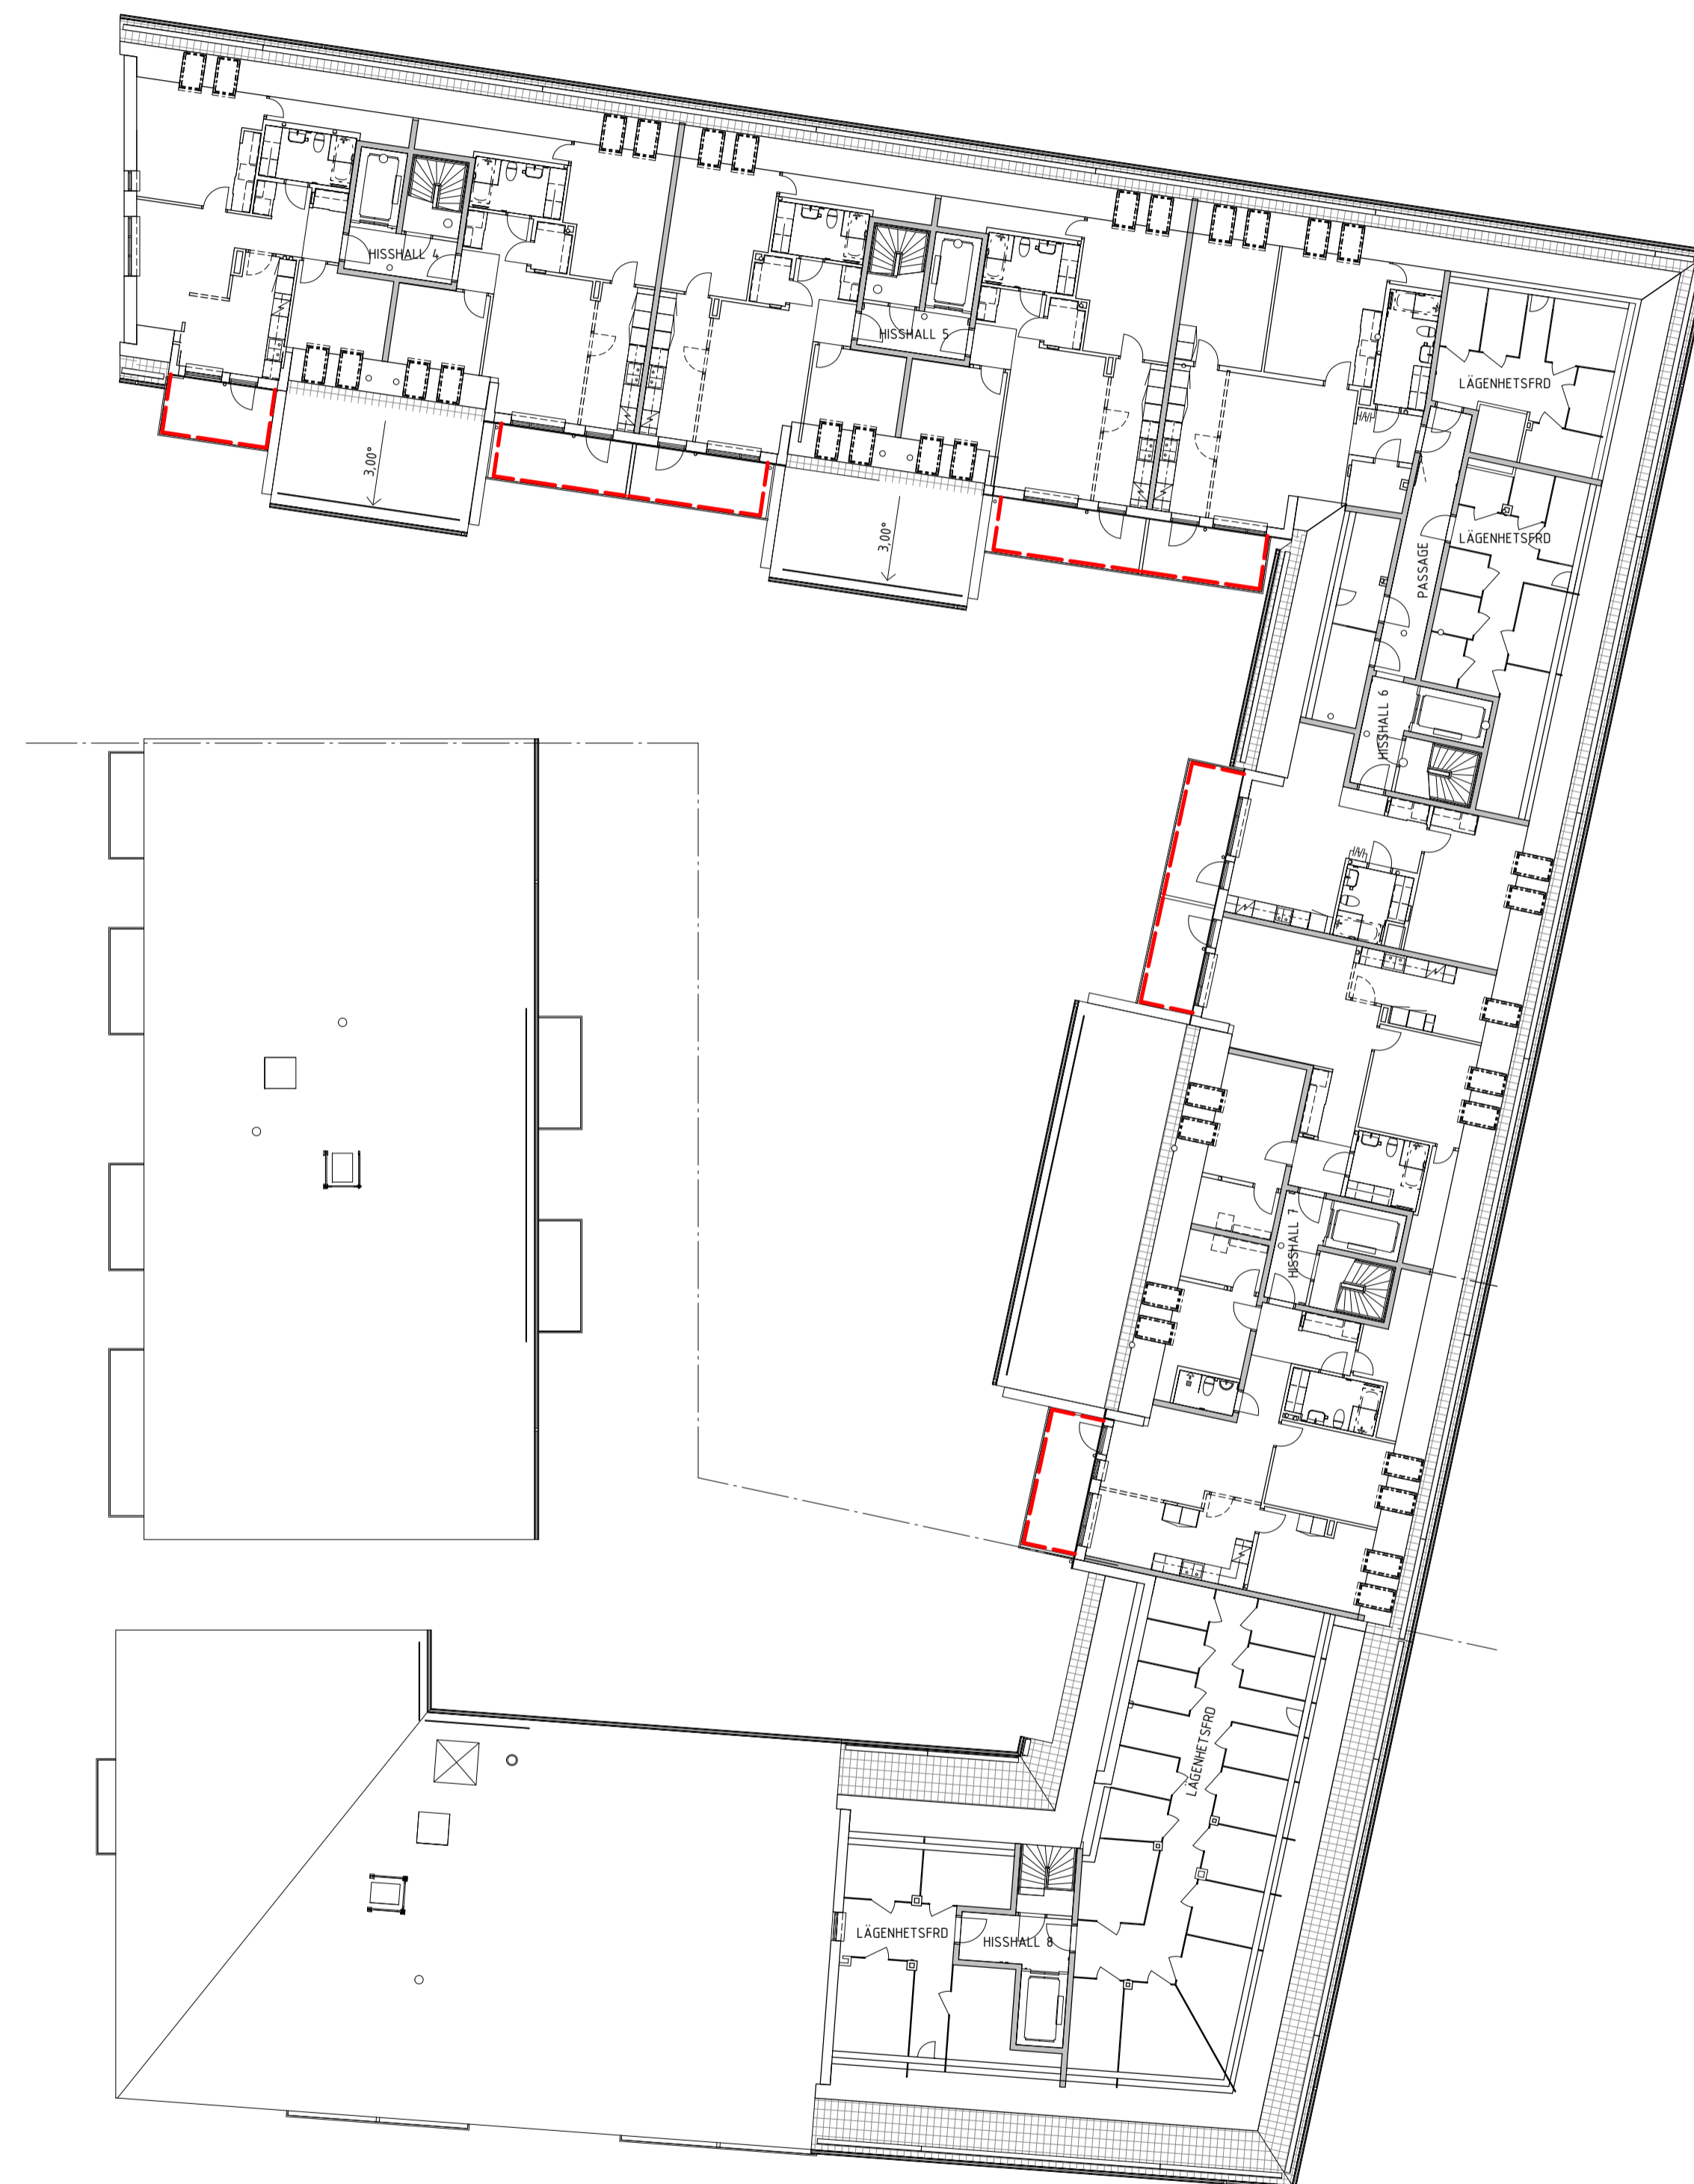 HISSHALL 4
HISSHALL 5
LÄGENHETSFRD
3,00°
3,00°
LÄGENHETSFRD
PASSAGE
HISSHALL 6
HISSHALL 7
LÄGENHETSFRD
LÄGENHETSFRD
HISSHALL 8